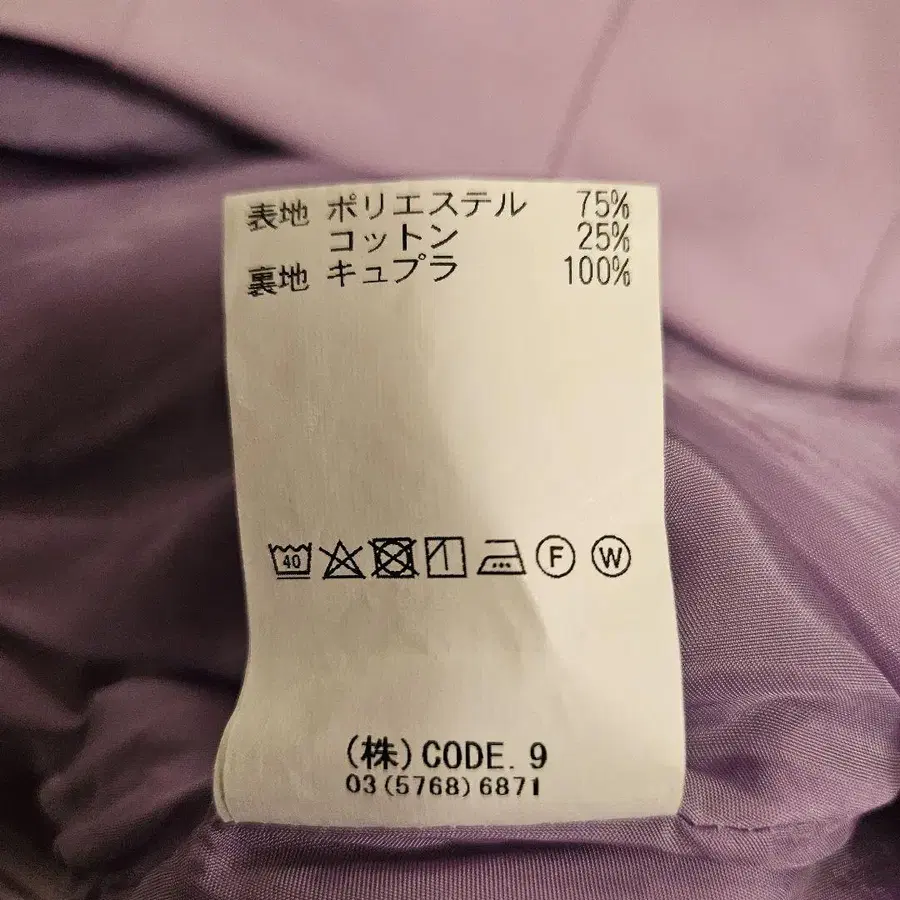 表地 ポリエステル 75%
コットン 25%
裏地 キュプラ 100%
40 F W
(株)CODE.9
03(5768)6871